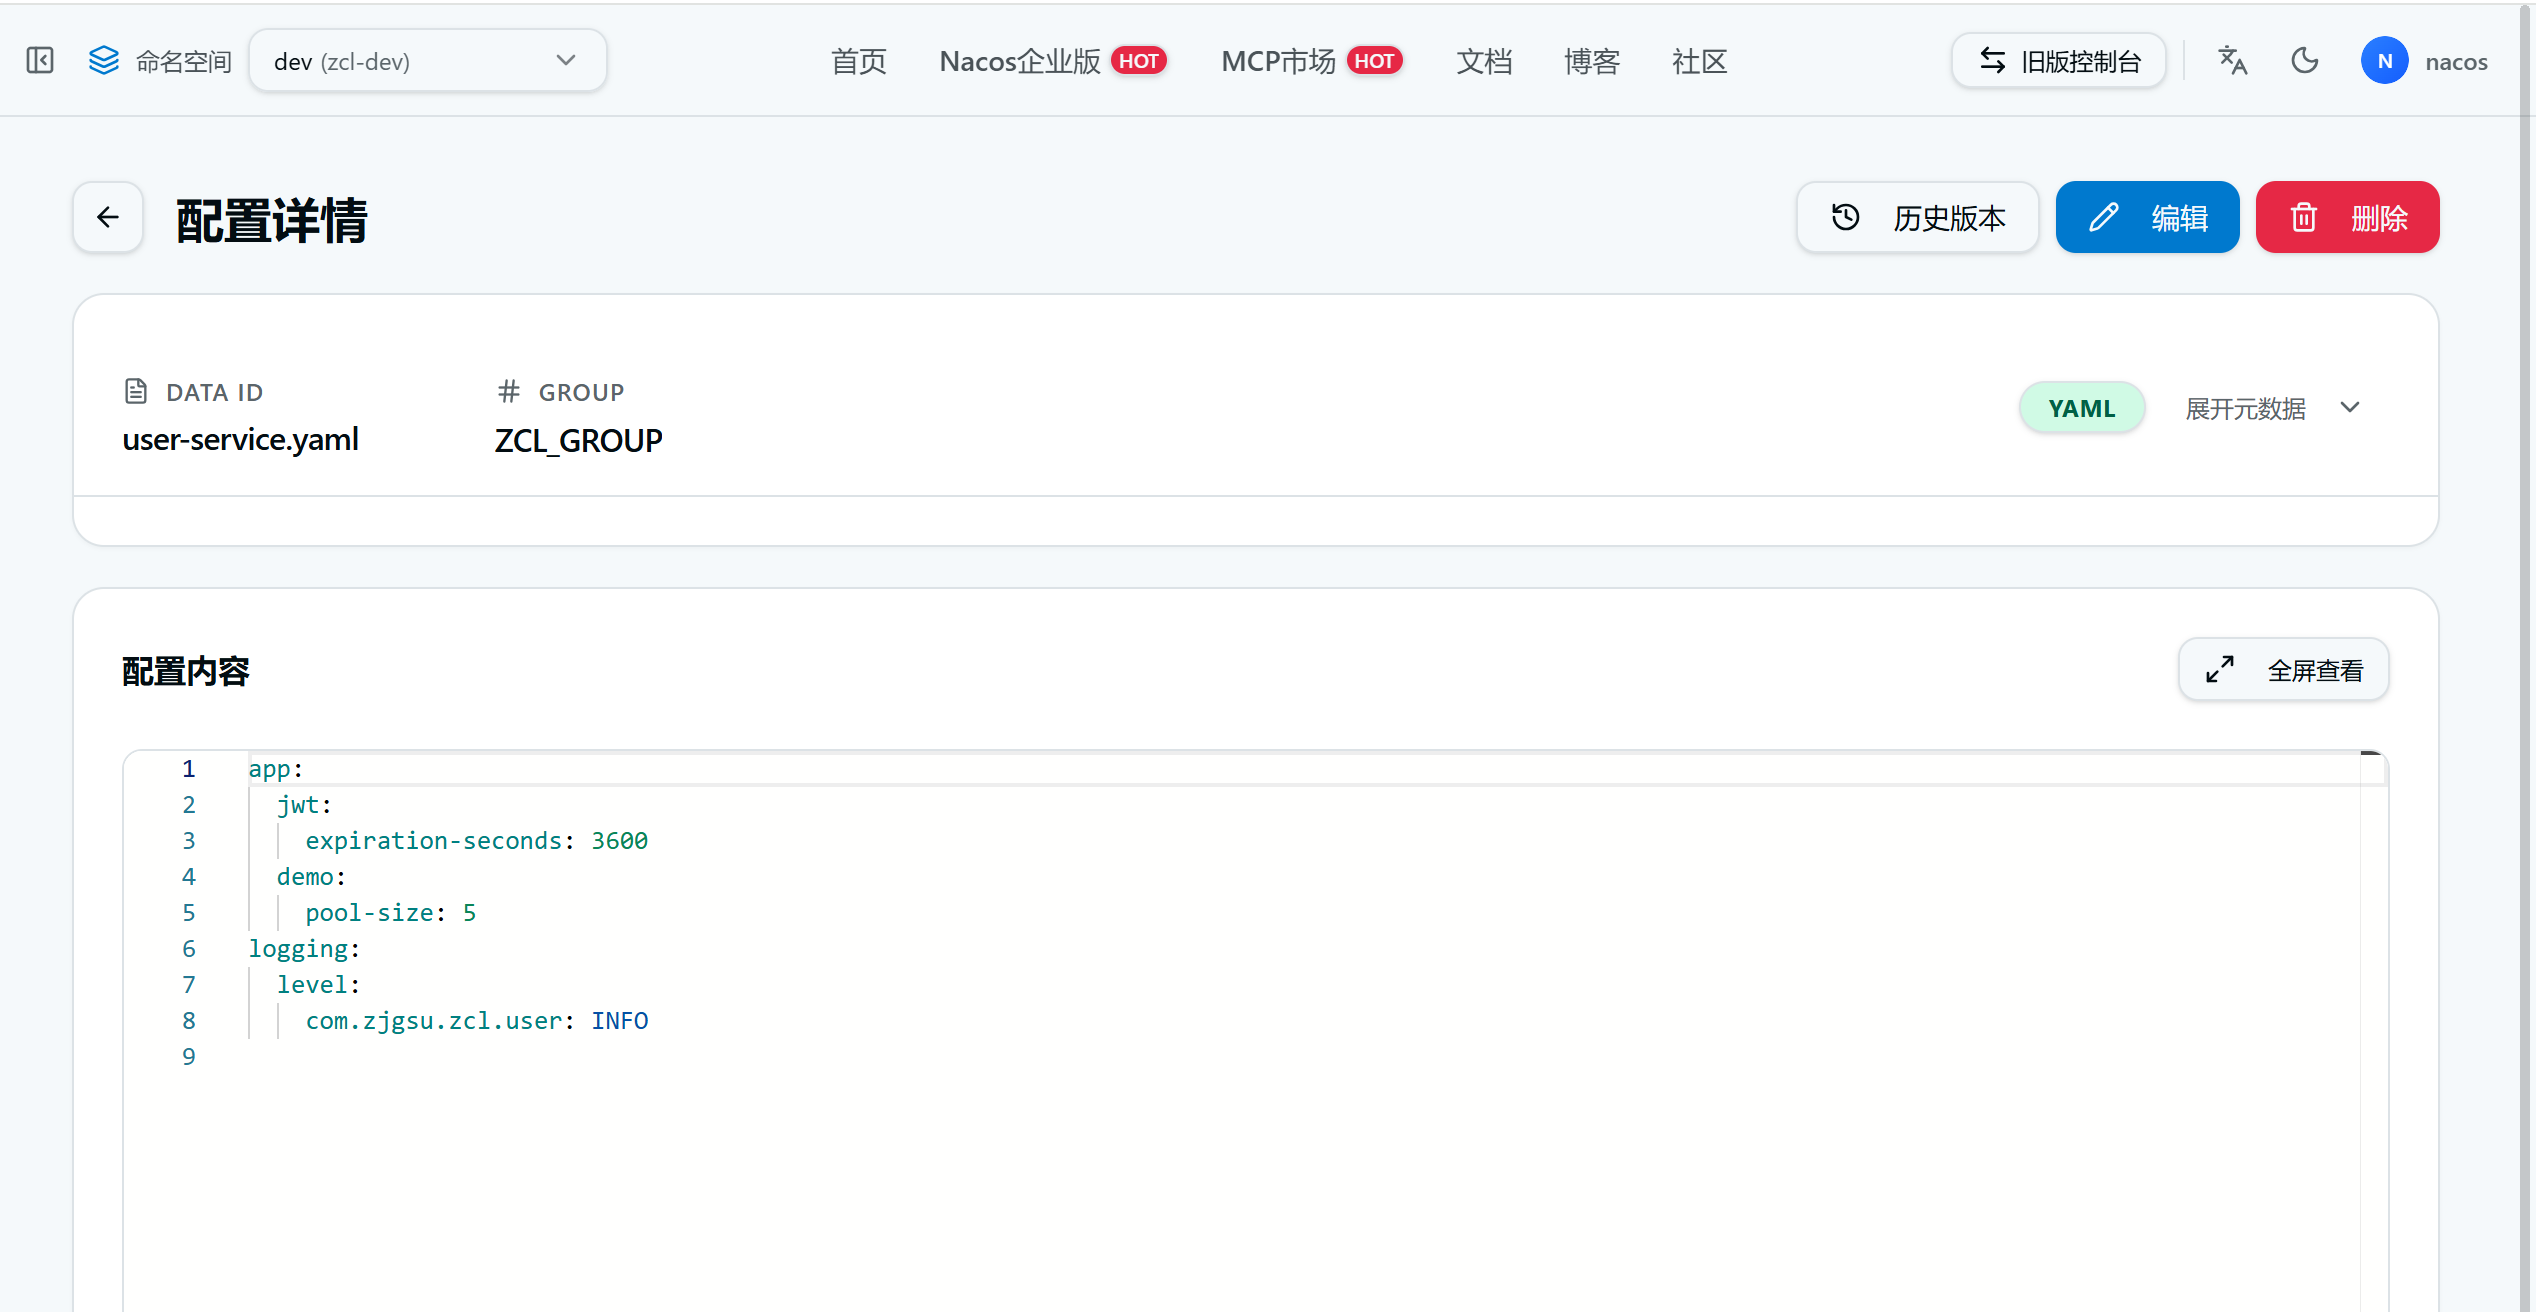 命名空间 dev (zcl-dev) 首页 Nacos企业版 HOT MCP市场 HOT 文档 博客 社区 旧版控制台 N nacos
配置详情 历史版本 编辑 删除
DATA ID GROUP
YAML 展开元数据
user-service.yaml ZCL_GROUP
配置内容 全屏查看
1 app:
2   jwt:
3     expiration-seconds: 3600
4   demo:
5     pool-size: 5
6 logging:
7   level:
8     com.zjgsu.zcl.user: INFO
9